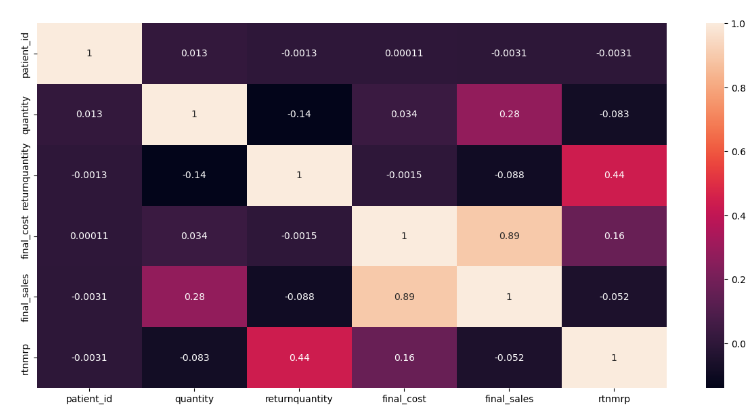 patient_id 1 0.013 -0.0013 0.00011 -0.0031 -0.0031
quantity 0.013 1 -0.14 0.034 0.28 -0.083
returnquantity -0.0013 -0.14 1 -0.0015 -0.088 0.44
final_cost 0.00011 0.034 -0.0015 1 0.89 0.16
final_sales -0.0031 0.28 -0.088 0.89 1 -0.052
rtnmrp -0.0031 -0.083 0.44 0.16 -0.052 1
patient_id quantity returnquantity final_cost final_sales rtnmrp
1.0
0.8
0.6
0.4
0.2
0.0